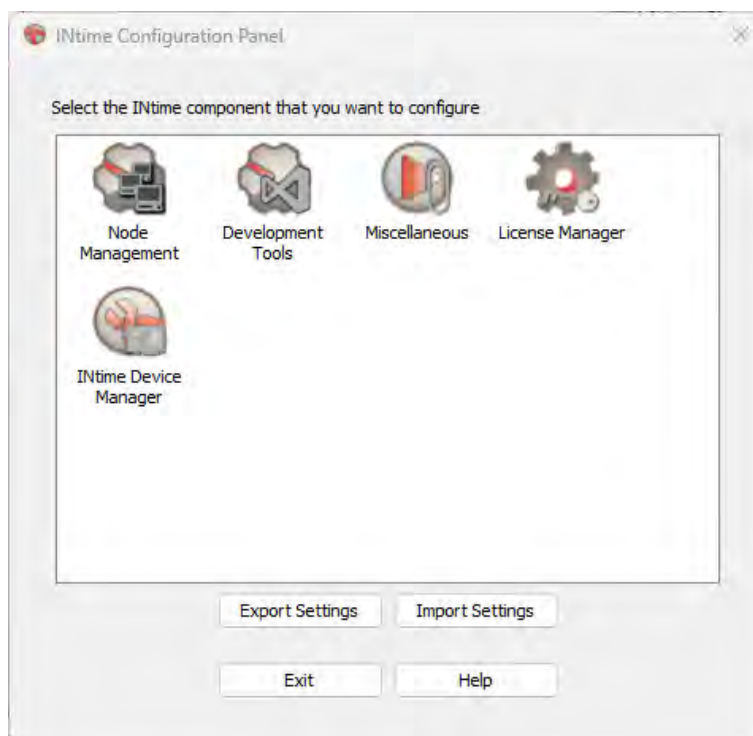 INtime Configuration Panel
Select the INtime component that you want to configure
Node Management
Development Tools
Miscellaneous
License Manager
INtime Device Manager
Export Settings
Import Settings
Exit
Help